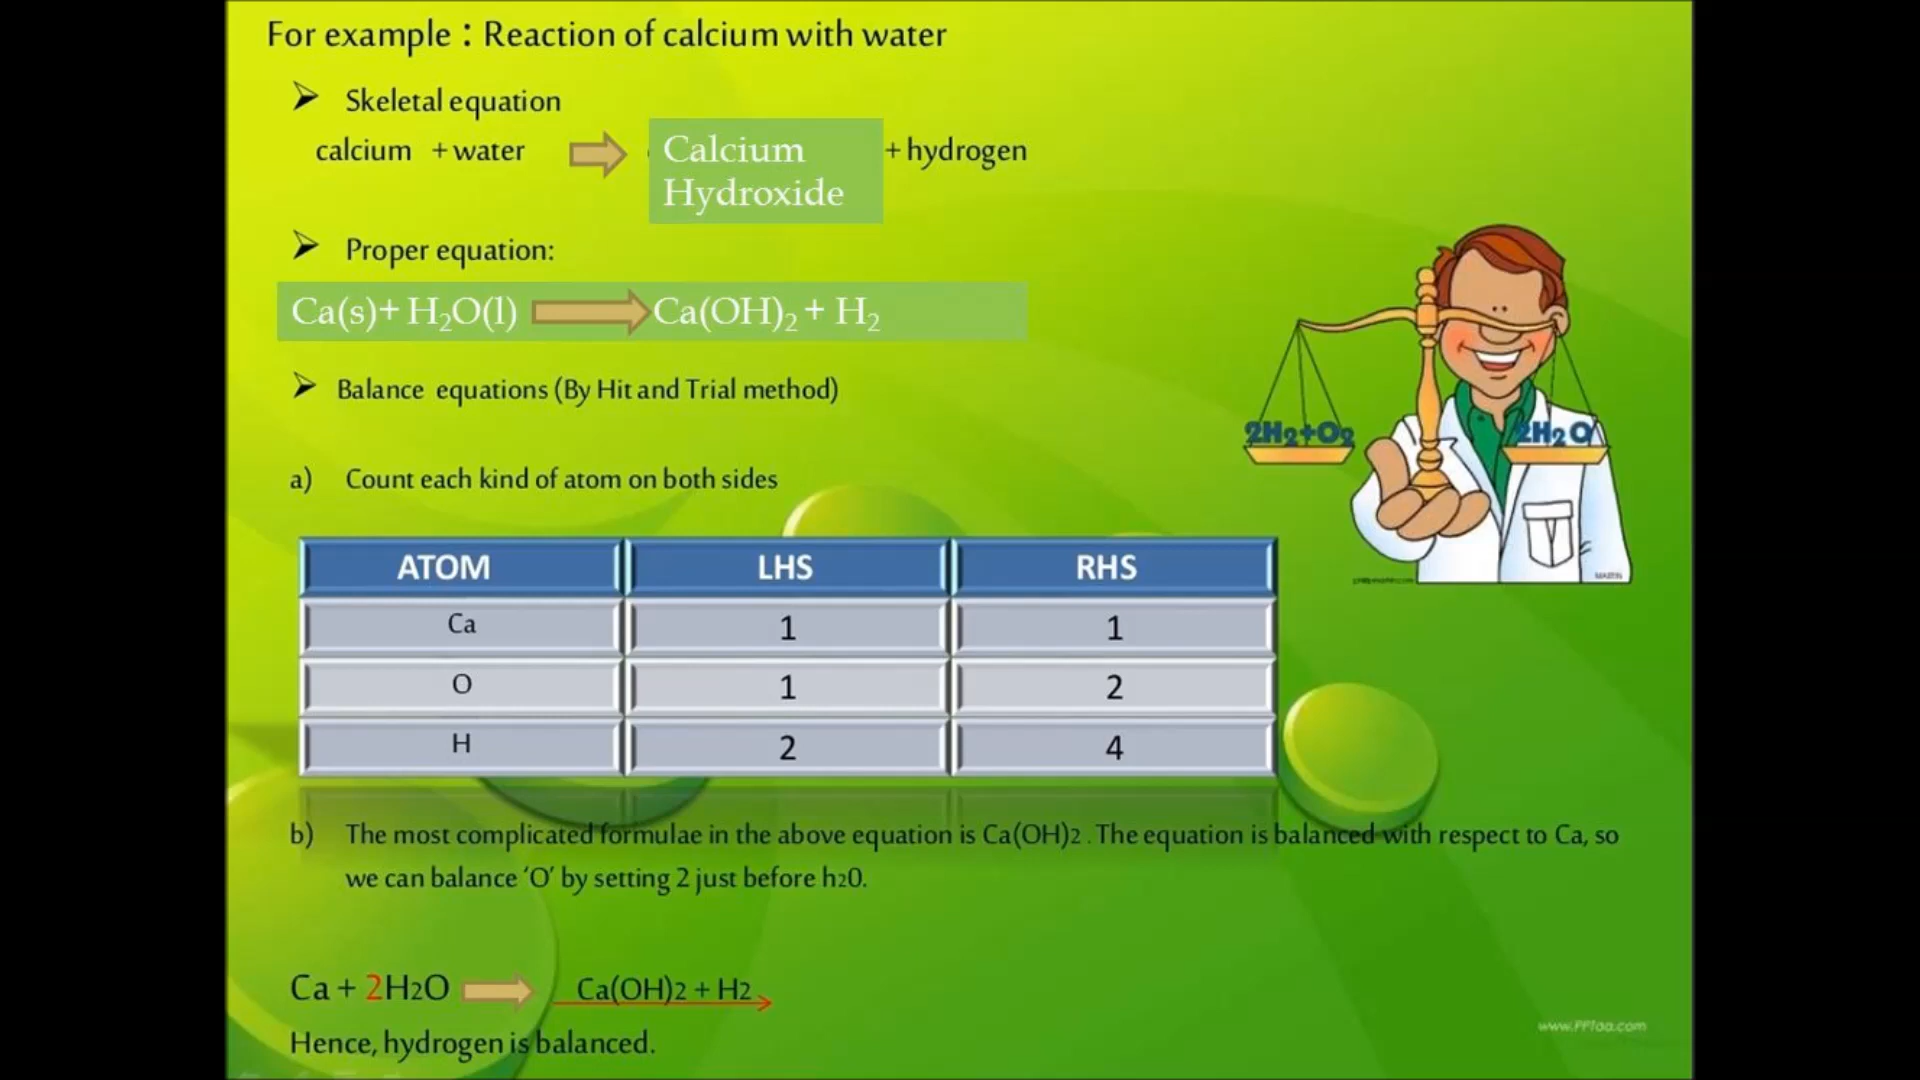 For example : Reaction of calcium with water
➢ Skeletal equation
calcium + water Calcium Hydroxide + hydrogen
➢ Proper equation:
Ca(s)+ H₂O(l) Ca(OH)₂ + H₂
➢ Balance equations (By Hit and Trial method)
2H₂+O₂ 2H₂O
a) Count each kind of atom on both sides
ATOM LHS RHS
Ca 1 1
O 1 2
H 2 4
MARTIN
b) The most complicated formulae in the above equation is Ca(OH)2 . The equation is balanced with respect to Ca, so
we can balance ‘O’ by setting 2 just before h20.
Ca + 2H2O Ca(OH)2 + H2
Hence, hydrogen is balanced.
www.PPTaa.com